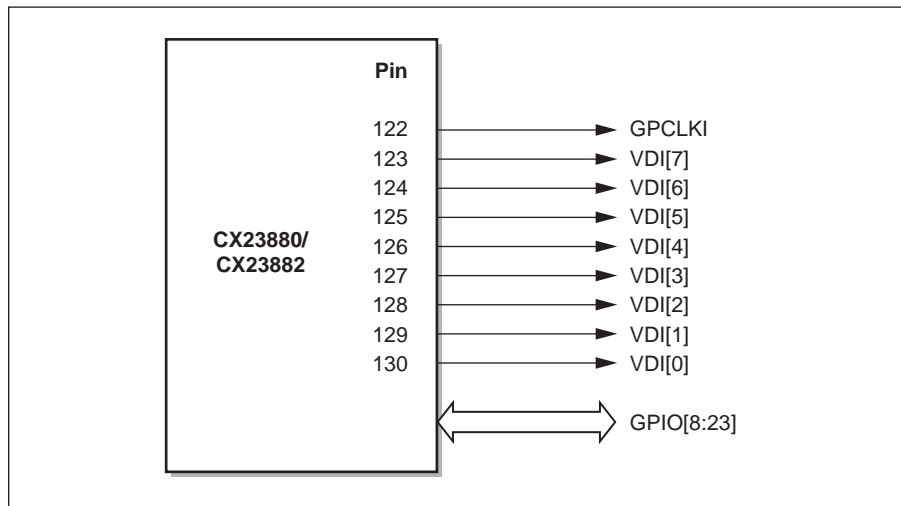 Pin
122 GPCLKI
123 VDI[7]
124 VDI[6]
125 VDI[5]
126 VDI[4]
127 VDI[3]
128 VDI[2]
129 VDI[1]
130 VDI[0]
CX23880/
CX23882
GPIO[8:23]